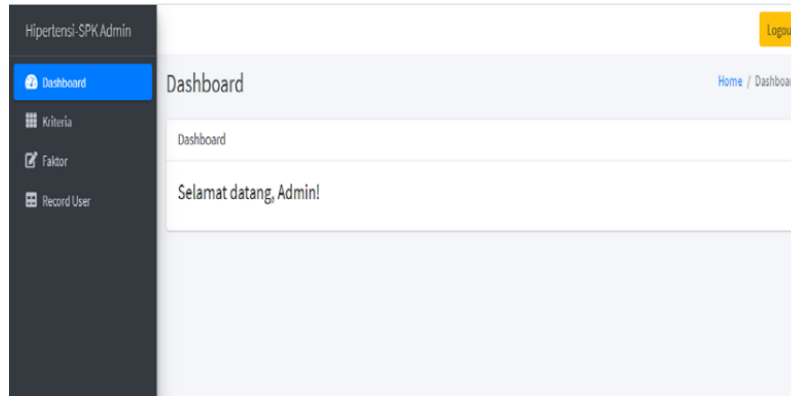 Hipertensi-SPK Admin
Logou
Dashboard
Kriteria
Faktor
Record User
Dashboard
Home / Dashboar
Dashboard
Selamat datang, Admin!